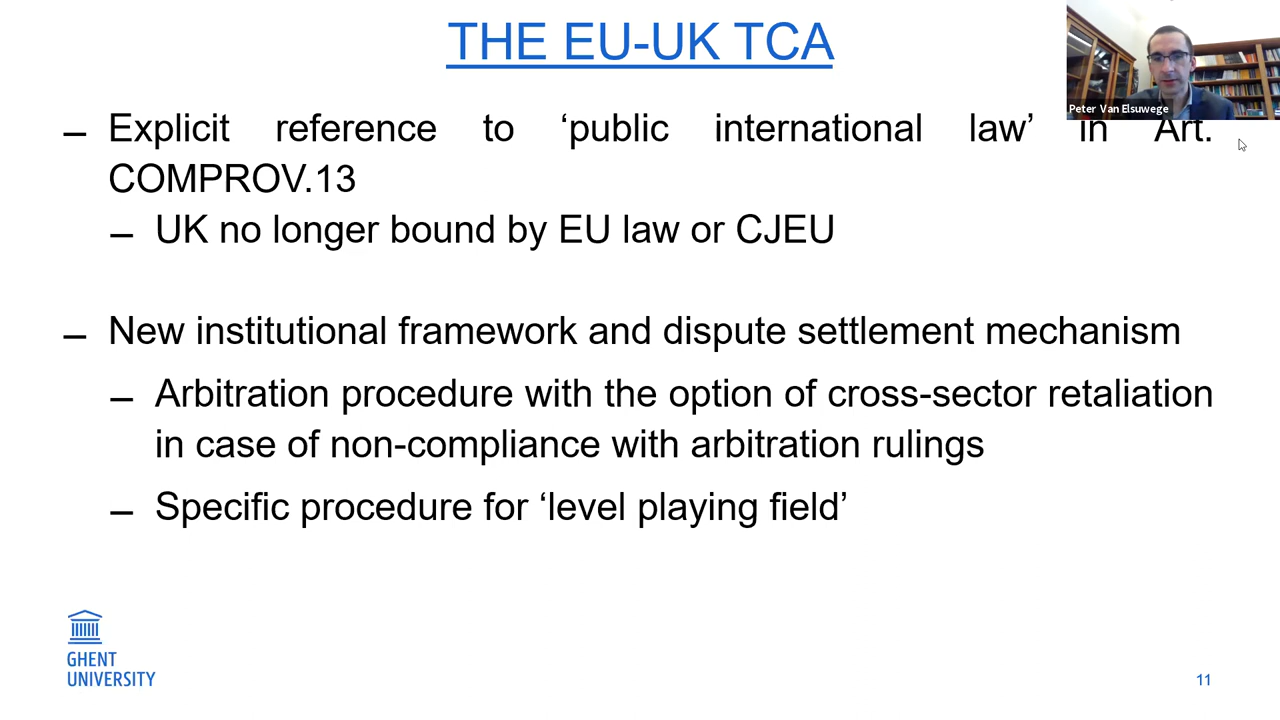 THE EU-UK TCA
Peter Van Elsuwege
– Explicit reference to ‘public international law’ in Art.
COMPROV.13
– UK no longer bound by EU law or CJEU
– New institutional framework and dispute settlement mechanism
– Arbitration procedure with the option of cross-sector retaliation
in case of non-compliance with arbitration rulings
– Specific procedure for ‘level playing field’
GHENT
UNIVERSITY
11